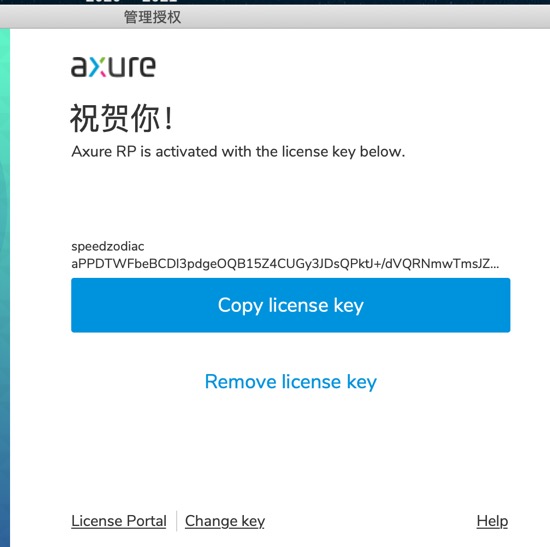 管理授权
axure
祝贺你！
Axure RP is activated with the license key below.
speedzodiac
aPPDTWFbeBCDl3pdgeOQB15Z4CUGy3JDsQPktJ+/dVQRNmwTmsJZ...
Copy license key
Remove license key
License Portal
Change key
Help